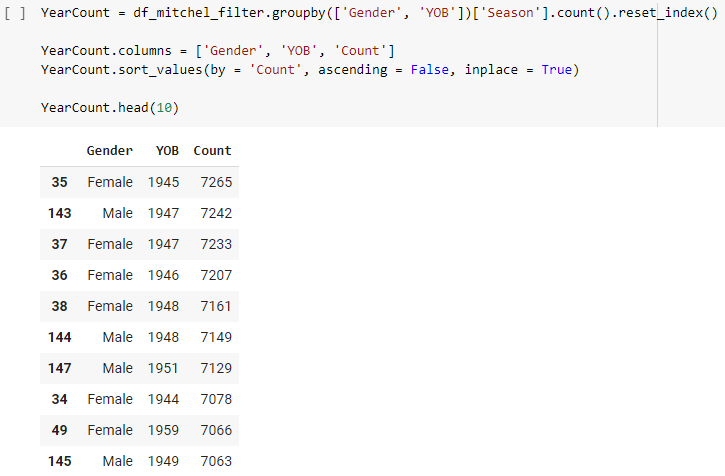 [ ] YearCount = df_mitchel_filter.groupby(['Gender', 'YOB'])['Season'].count().reset_index()
YearCount.columns = ['Gender', 'YOB', 'Count']
YearCount.sort_values(by = 'Count', ascending = False, inplace = True)
YearCount.head(10)
Gender YOB Count
35 Female 1945 7265
143 Male 1947 7242
37 Female 1947 7233
36 Female 1946 7207
38 Female 1948 7161
144 Male 1948 7149
147 Male 1951 7129
34 Female 1944 7078
49 Female 1959 7066
145 Male 1949 7063